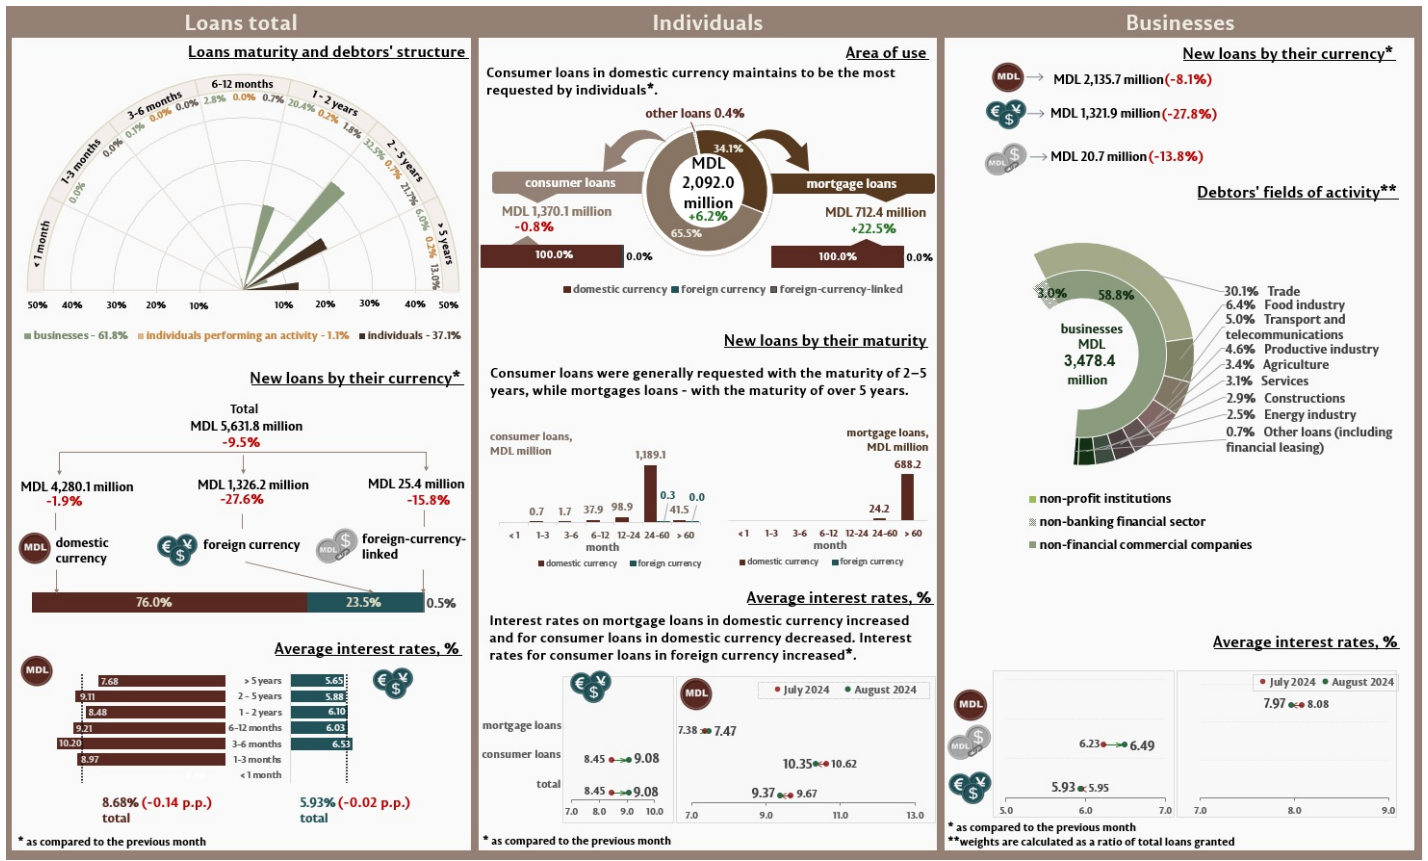 Loans total
Loans maturity and debtors' structure
< 1 month
1-3 months
3-6 months
6-12 months
1 - 2 years
2 - 5 years
> 5 years
0.0%
0.0% 0.1% 0.0% 0.0%
2.8% 0.0% 0.7%
20.4% 0.2% 1.8%
32.5% 0.7% 21.7%
6.0% 0.2% 13.0%
50% 40% 30% 20% 10% 10% 20% 30% 40% 50%
businesses - 61.8% individuals performing an activity - 1.1% individuals - 37.1%
New loans by their currency*
Total
MDL 5,631.8 million
-9.5%
MDL 4,280.1 million
-1.9%
MDL 1,326.2 million
-27.6%
MDL 25.4 million
-15.8%
MDL domestic
currency
€ ¥ $ foreign currency
MDL $ foreign-currency-
linked
76.0% 23.5% 0.5%
Average interest rates, %
MDL
€ ¥ $
7.68 > 5 years 5.65
9.11 2 - 5 years 5.88
8.48 1 - 2 years 6.10
9.21 6-12 months 6.03
10.20 3-6 months 6.53
8.97 1-3 months
< 1 month
8.68% (-0.14 p.p.)
total
5.93% (-0.02 p.p.)
total
* as compared to the previous month
Individuals
Area of use
Consumer loans in domestic currency maintains to be the most
requested by individuals*.
other loans 0.4%
34.1%
MDL
2,092.0
million
+6.2%
65.5%
consumer loans
MDL 1,370.1 million
-0.8%
100.0% 0.0%
mortgage loans
MDL 712.4 million
+22.5%
100.0% 0.0%
domestic currency foreign currency foreign-currency-linked
New loans by their maturity
Consumer loans were generally requested with the maturity of 2–5
years, while mortgages loans - with the maturity of over 5 years.
consumer loans,
MDL million
0.7 1.7 37.9 98.9 1,189.1 0.3 41.5 0.0
< 1 1-3 3-6 6-12 12-24 24-60 > 60
month
domestic currency foreign currency
mortgage loans,
MDL million
24.2 688.2
< 1 1-3 3-6 6-12 12-24 24-60 > 60
month
domestic currency foreign currency
Average interest rates, %
Interest rates on mortgage loans in domestic currency increased
and for consumer loans in domestic currency decreased. Interest
rates for consumer loans in foreign currency increased*.
€ ¥ $
MDL
July 2024 August 2024
mortgage loans 7.38 7.47
consumer loans 8.45 9.08 10.35 10.62
total 8.45 9.08 9.37 9.67
7.0 8.0 9.0 10.0 7.0 9.0 11.0 13.0
* as compared to the previous month
Businesses
New loans by their currency*
MDL MDL 2,135.7 million (-8.1%)
€ ¥ $ MDL 1,321.9 million (-27.8%)
MDL $ MDL 20.7 million (-13.8%)
Debtors' fields of activity**
3.0% 58.8%
businesses
MDL
3,478.4
million
30.1% Trade
6.4% Food industry
5.0% Transport and
telecommunications
4.6% Productive industry
3.4% Agriculture
3.1% Services
2.9% Constructions
2.5% Energy industry
0.7% Other loans (including
financial leasing)
non-profit institutions
non-banking financial sector
non-financial commercial companies
Average interest rates, %
July 2024 August 2024
MDL 7.97 8.08
MDL $ 6.23 6.49
€ ¥ $ 5.93 5.95
5.0 6.0 7.0 7.0 8.0 9.0
* as compared to the previous month
**weights are calculated as a ratio of total loans granted